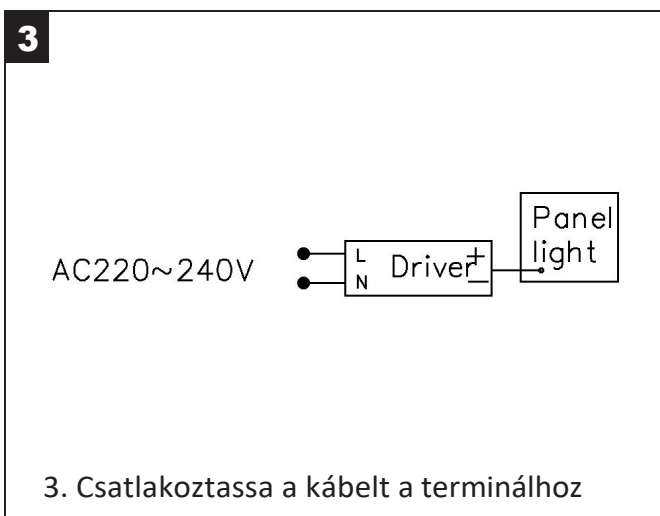 3
Panel
light
L
AC220~240V
Driver
+
−
N
3. Csatlakoztassa a kábelt a terminálhoz